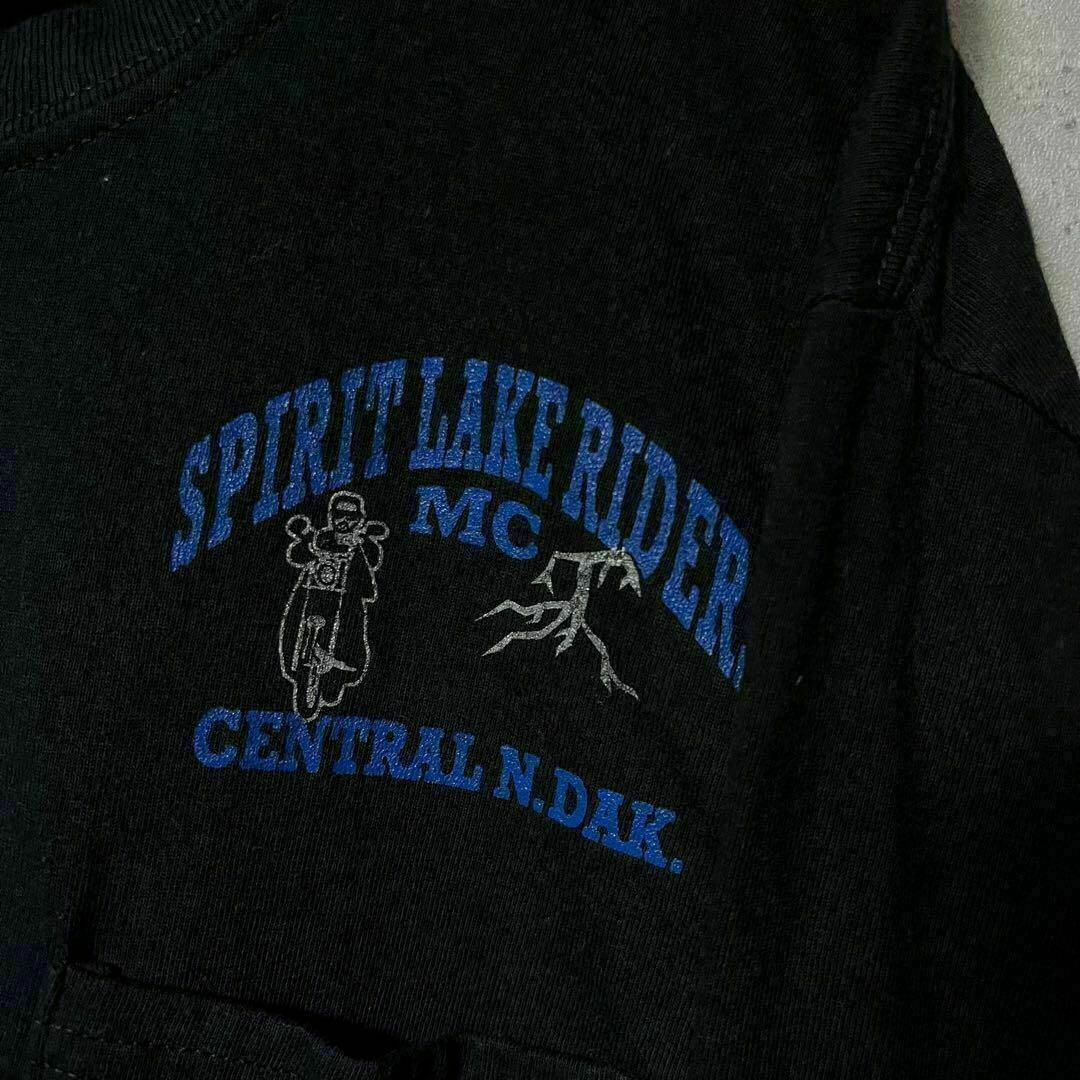 SPIRIT LAKE RIDER.
MC
CENTRAL N.DAK.